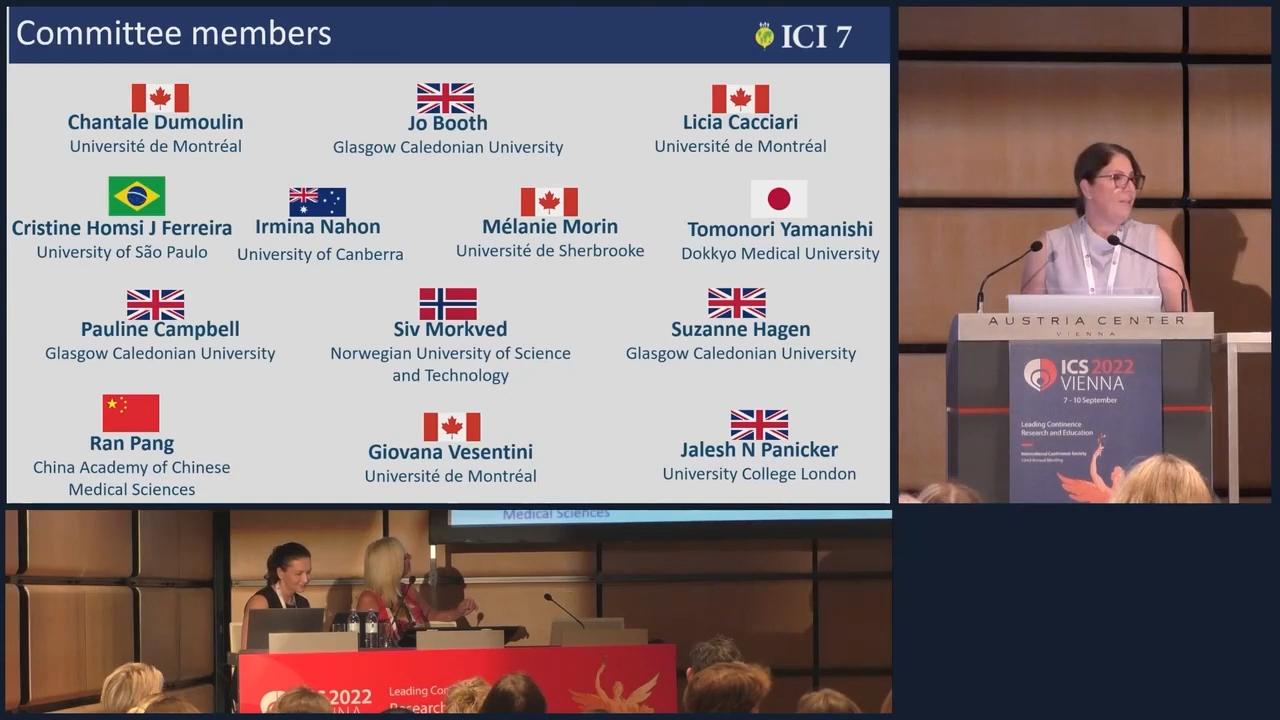 Committee members
ICI 7
Chantale Dumoulin
Université de Montréal
Jo Booth
Glasgow Caledonian University
Licia Cacciari
Université de Montréal
Cristine Homsi J Ferreira
University of São Paulo
Irmina Nahon
University of Canberra
Mélanie Morin
Université de Sherbrooke
Tomonori Yamanishi
Dokkyo Medical University
Pauline Campbell
Glasgow Caledonian University
Siv Morkved
Norwegian University of Science
and Technology
Suzanne Hagen
Glasgow Caledonian University
Ran Pang
China Academy of Chinese
Medical Sciences
Giovana Vesentini
Université de Montréal
Jalesh N Panicker
University College London
AUSTRIA CENTER
VIENNA
ICS 2022
VIENNA
7 - 10 September
Leading Continence
Research and Education
International Continence Society
Medical Sciences
ICS 2022
Leading
Research